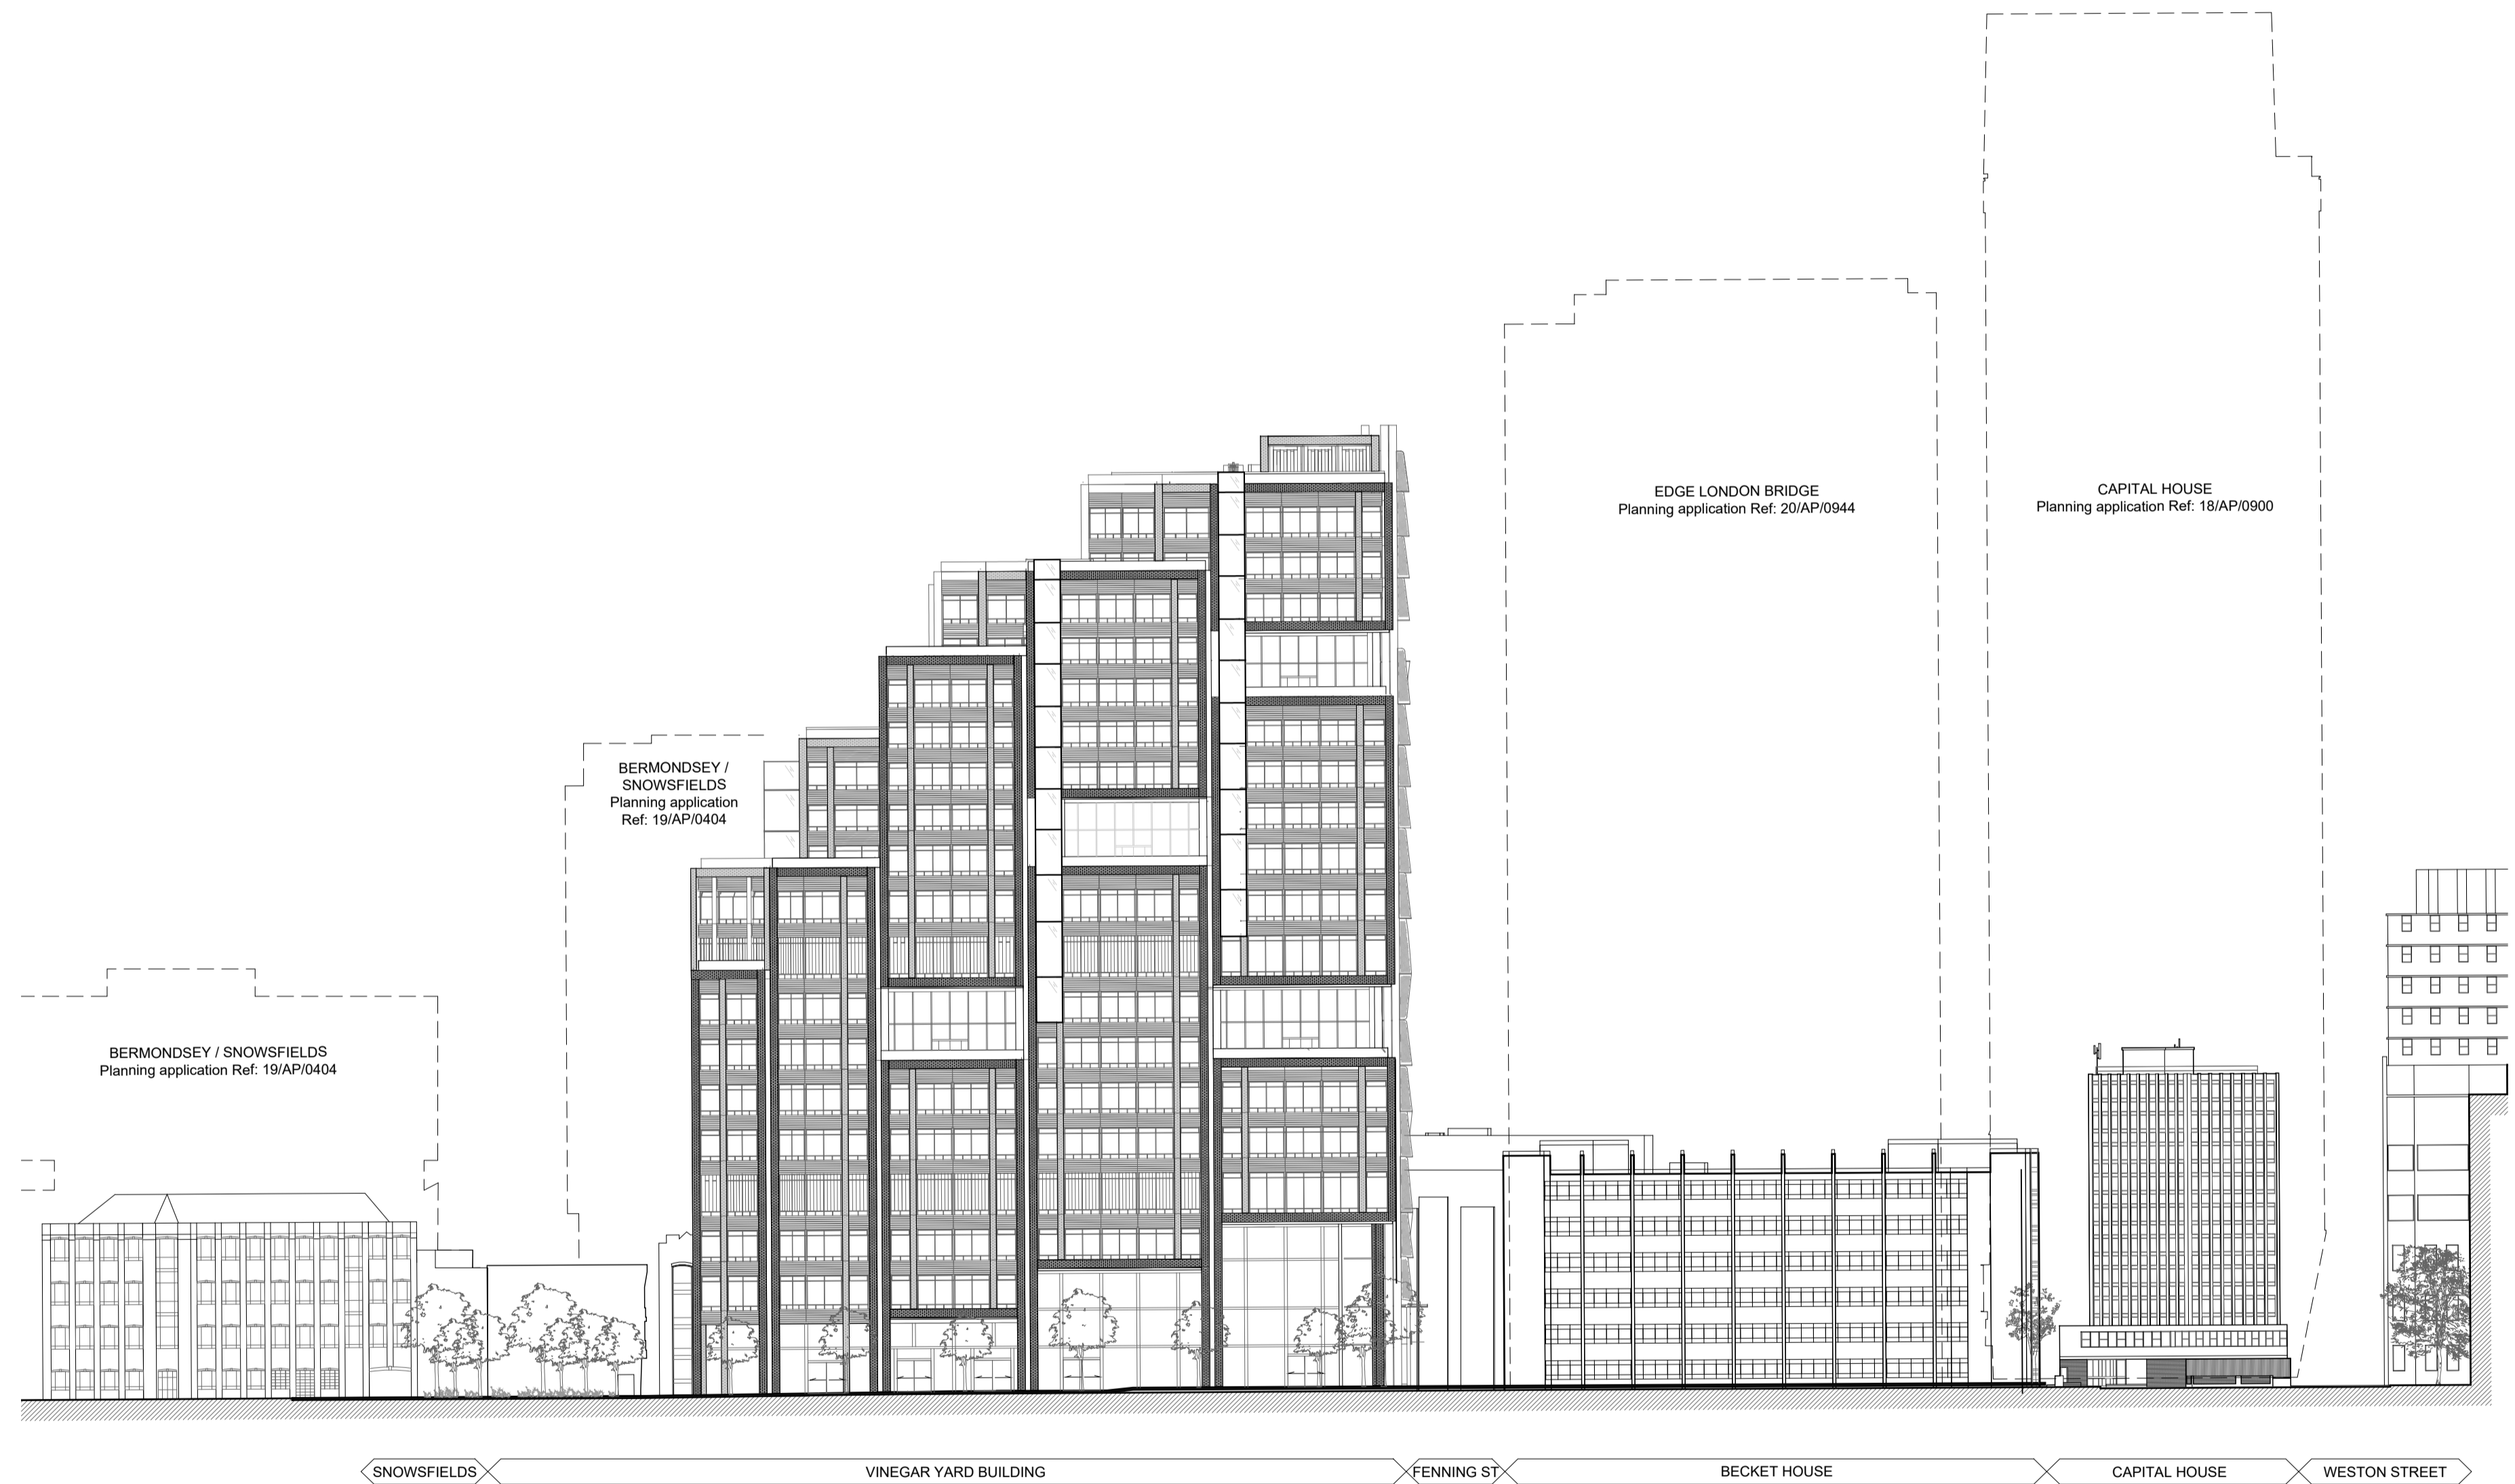 EDGE LONDON BRIDGE
Planning application Ref: 20/AP/0944
CAPITAL HOUSE
Planning application Ref: 18/AP/0900
BERMONDSEY /
SNOWSFIELDS
Planning application
Ref: 19/AP/0404
BERMONDSEY / SNOWSFIELDS
Planning application Ref: 19/AP/0404
SNOWSFIELDS
VINEGAR YARD BUILDING
FENNING ST
BECKET HOUSE
CAPITAL HOUSE
WESTON STREET